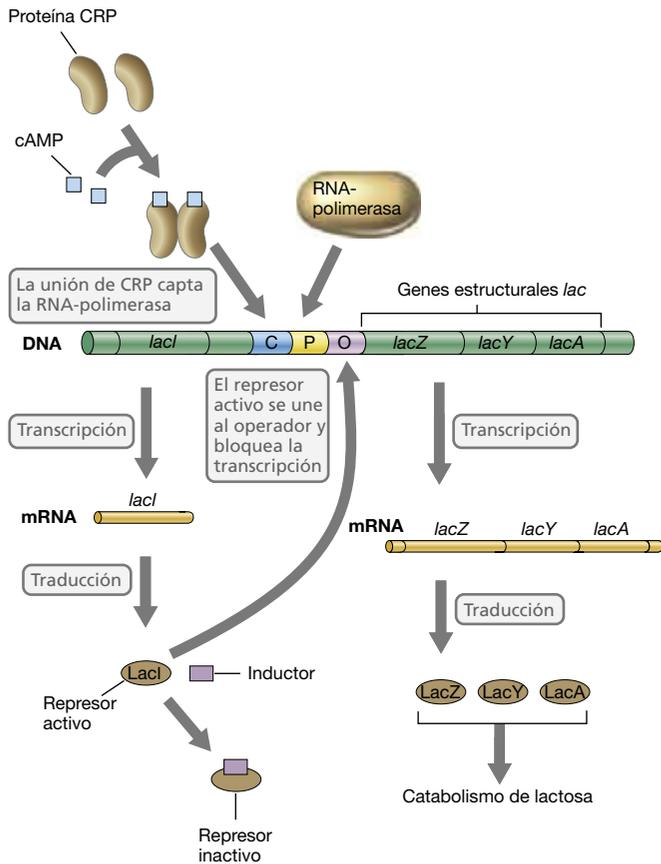 Proteína CRP
cAMP
RNA-
polimerasa
La unión de CRP capta
la RNA-polimerasa
Genes estructurales lac
DNA
lacI
C
P
O
lacZ
lacY
lacA
El represor
activo se une
al operador y
bloquea la
transcripción
Transcripción
Transcripción
lacI
mRNA
mRNA
lacZ
lacY
lacA
Traducción
Traducción
LacI
Inductor
Represor
activo
LacZ
LacY
LacA
Catabolismo de lactosa
Represor
inactivo